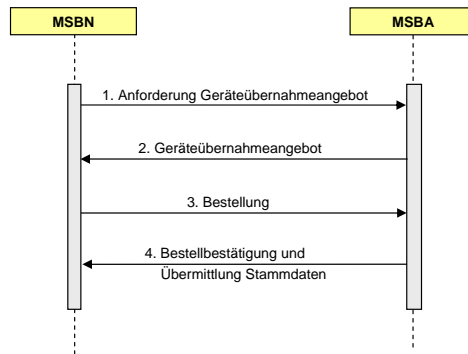 MSBN
MSBA
1. Anforderung Geräteübernahmeangebot
2. Geräteübernahmeangebot
3. Bestellung
4. Bestellbestätigung und
Übermittlung Stammdaten